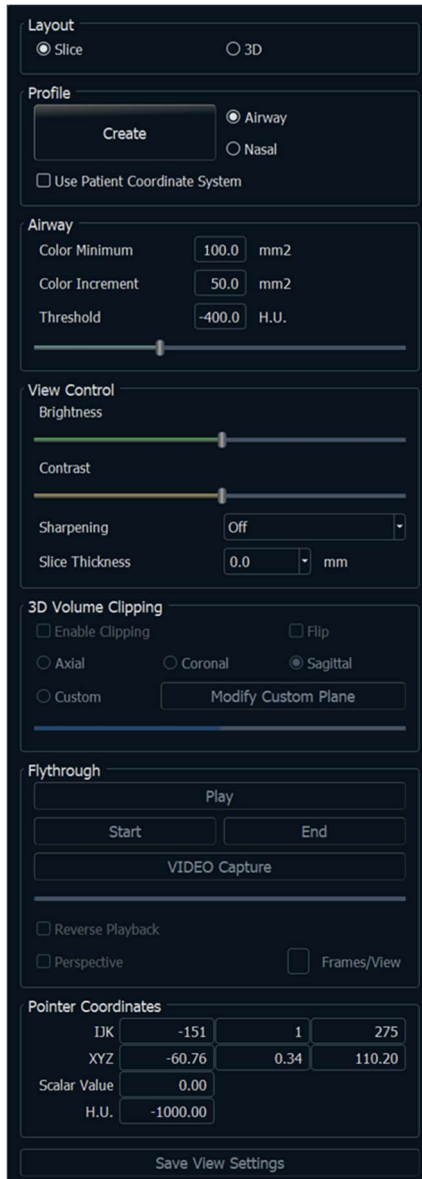 Layout
Slice 3D
Profile
Create Airway
Nasal
Use Patient Coordinate System
Airway
Color Minimum 100.0 mm2
Color Increment 50.0 mm2
Threshold -400.0 H.U.
View Control
Brightness
Contrast
Sharpening Off
Slice Thickness 0.0 mm
3D Volume Clipping
Enable Clipping Flip
Axial Coronal Sagittal
Custom Modify Custom Plane
Flythrough
Play
Start End
VIDEO Capture
Reverse Playback
Perspective Frames/View
Pointer Coordinates
IJK -151 1 275
XYZ -60.76 0.34 110.20
Scalar Value 0.00
H.U. -1000.00
Save View Settings